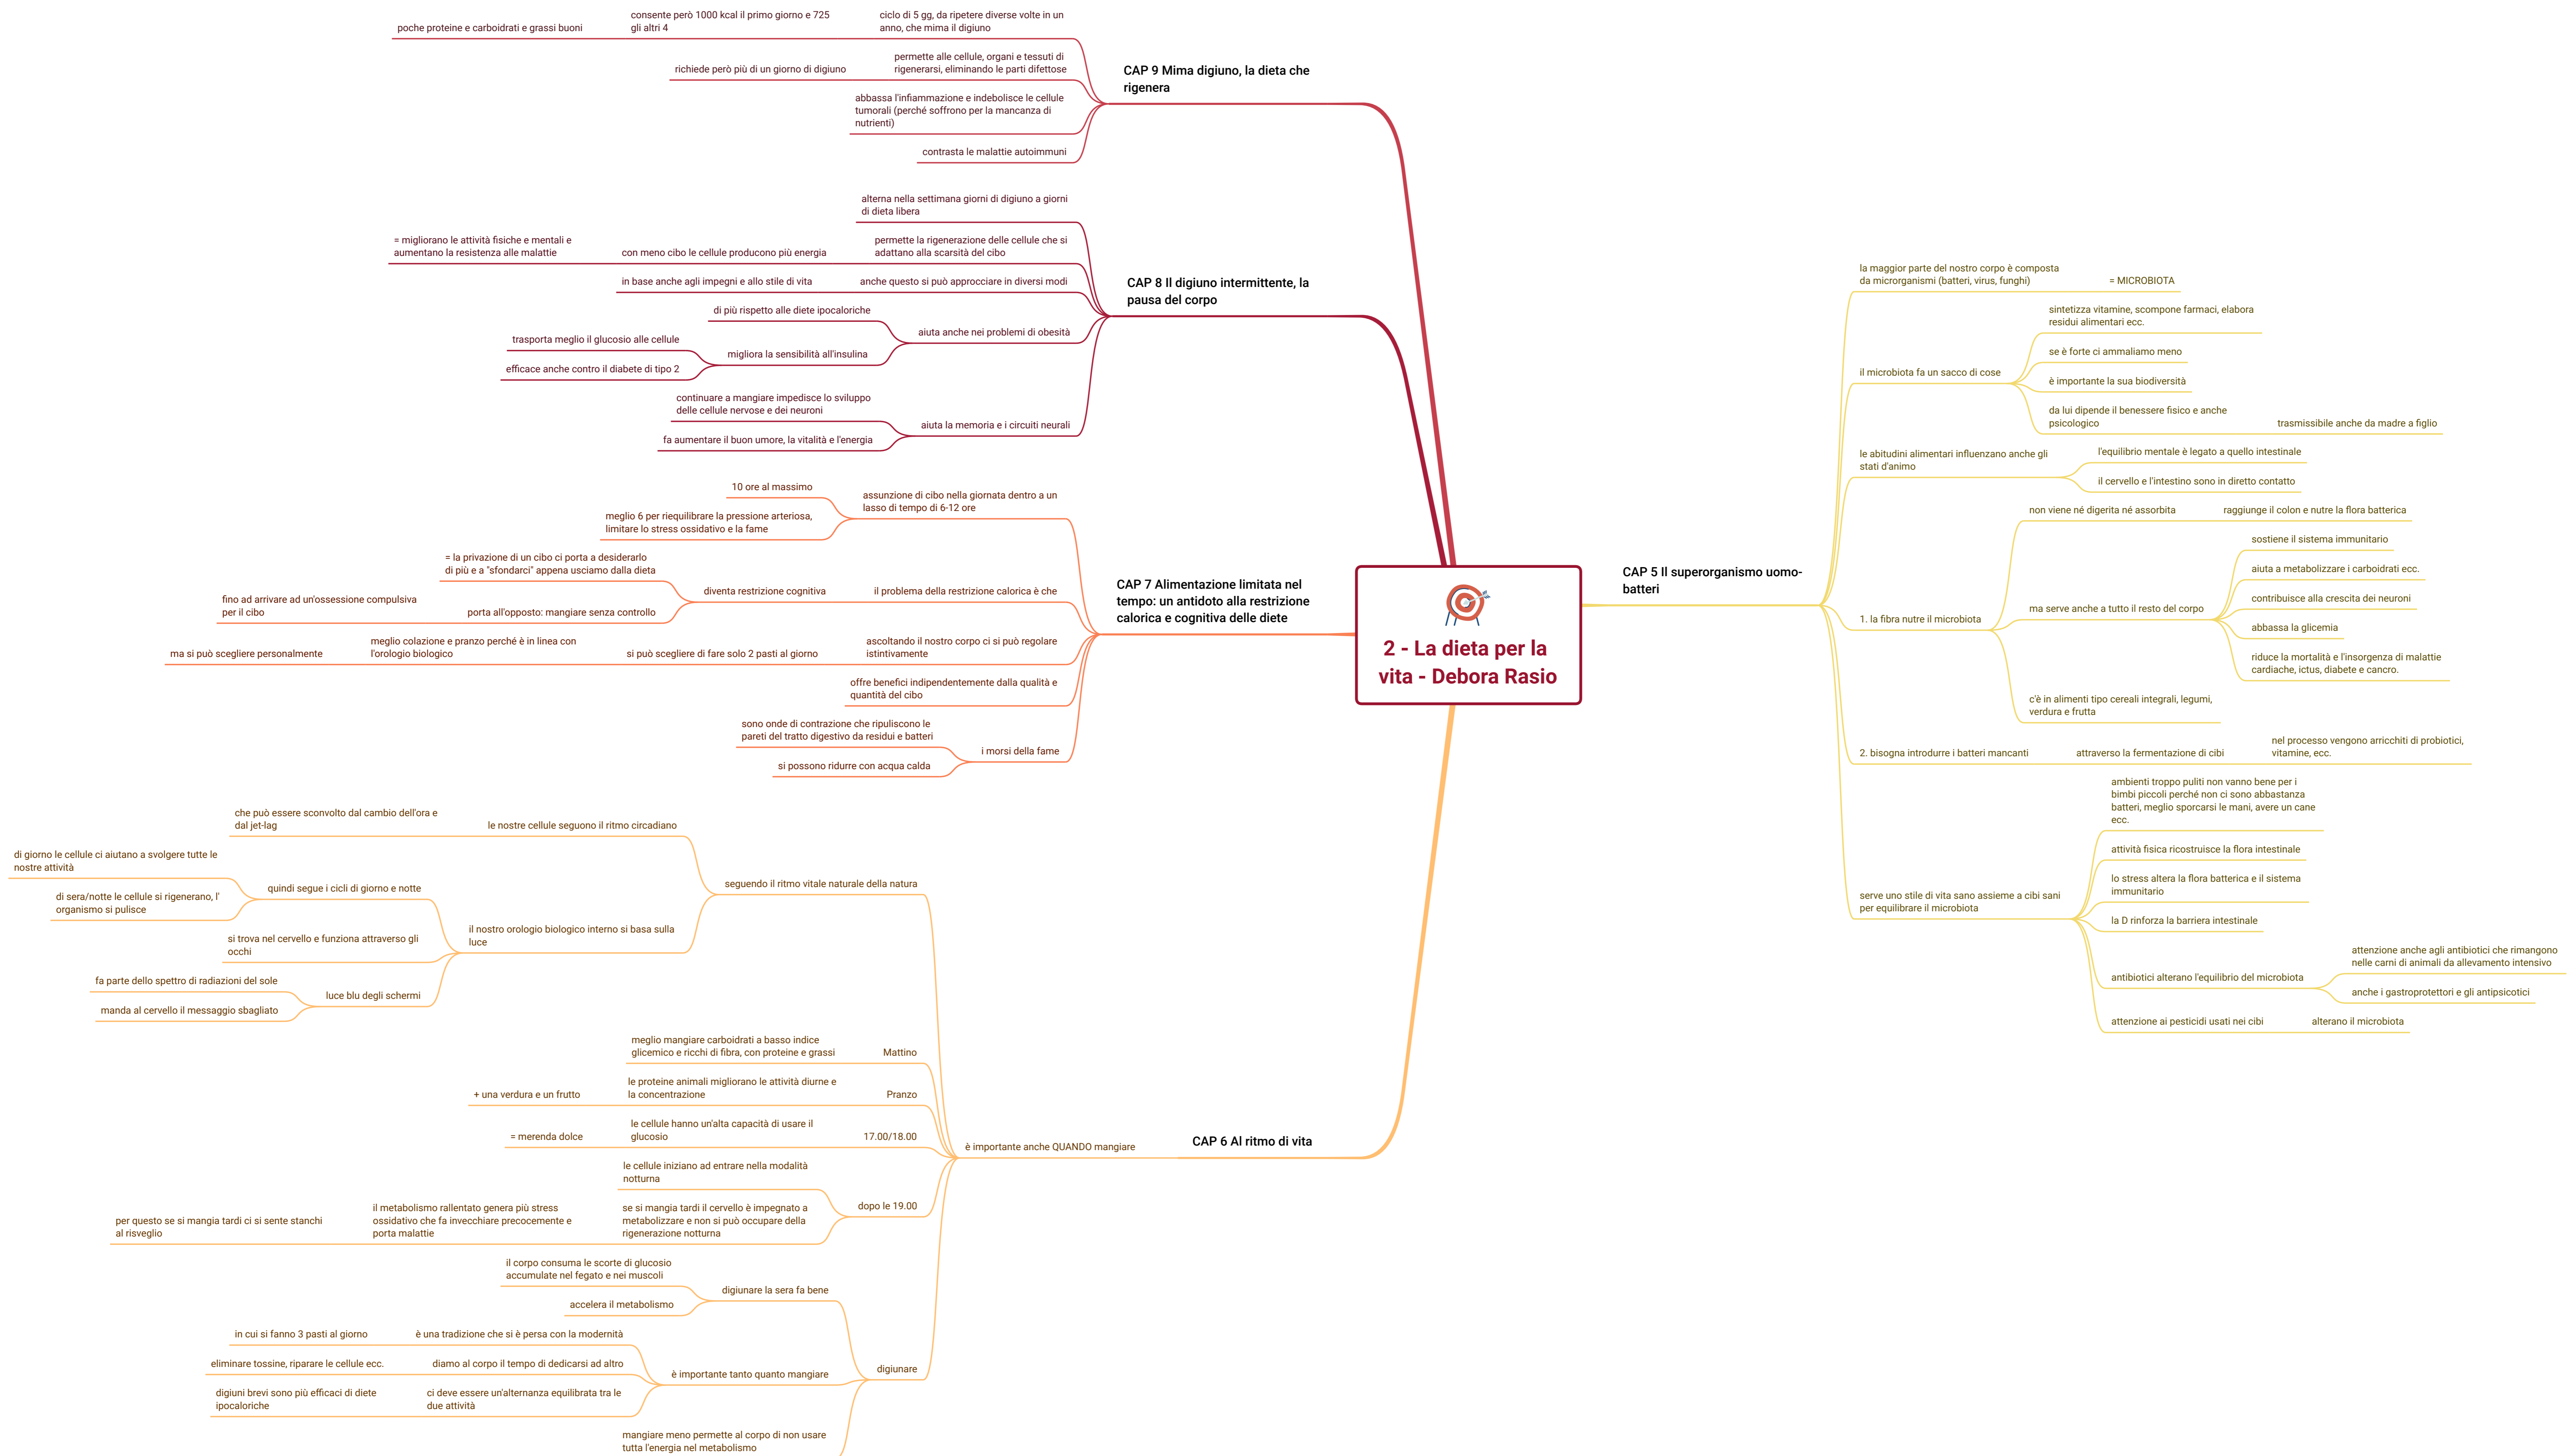 2 - La dieta per la
vita - Debora Rasio
CAP 5 Il superorganismo uomo-
batteri
la maggior parte del nostro corpo è composta
da microrganismi (batteri, virus, funghi)
= MICROBIOTA
il microbiota fa un sacco di cose
sintetizza vitamine, scompone farmaci, elabora
residui alimentari ecc.
se è forte ci ammaliamo meno
è importante la sua biodiversità
da lui dipende il benessere fisico e anche
psicologico
trasmissibile anche da madre a figlio
le abitudini alimentari influenzano anche gli
stati d'animo
l'equilibrio mentale è legato a quello intestinale
il cervello e l'intestino sono in diretto contatto
1. la fibra nutre il microbiota
non viene né digerita né assorbita
raggiunge il colon e nutre la flora batterica
ma serve anche a tutto il resto del corpo
sostiene il sistema immunitario
aiuta a metabolizzare i carboidrati ecc.
contribuisce alla crescita dei neuroni
abbassa la glicemia
riduce la mortalità e l'insorgenza di malattie
cardiache, ictus, diabete e cancro.
c'è in alimenti tipo cereali integrali, legumi,
verdura e frutta
2. bisogna introdurre i batteri mancanti
attraverso la fermentazione di cibi
nel processo vengono arricchiti di probiotici,
vitamine, ecc.
serve uno stile di vita sano assieme a cibi sani
per equilibrare il microbiota
ambienti troppo puliti non vanno bene per i
bimbi piccoli perché non ci sono abbastanza
batteri, meglio sporcarsi le mani, avere un cane
ecc.
attività fisica ricostruisce la flora intestinale
lo stress altera la flora batterica e il sistema
immunitario
la D rinforza la barriera intestinale
antibiotici alterano l'equilibrio del microbiota
attenzione anche agli antibiotici che rimangono
nelle carni di animali da allevamento intensivo
anche i gastroprotettori e gli antipsicotici
attenzione ai pesticidi usati nei cibi
alterano il microbiota
CAP 6 Al ritmo di vita
è importante anche QUANDO mangiare
seguendo il ritmo vitale naturale della natura
le nostre cellule seguono il ritmo circadiano
che può essere sconvolto dal cambio dell'ora e
dal jet-lag
il nostro orologio biologico interno si basa sulla
luce
quindi segue i cicli di giorno e notte
di giorno le cellule ci aiutano a svolgere tutte le
nostre attività
di sera/notte le cellule si rigenerano, l'
organismo si pulisce
si trova nel cervello e funziona attraverso gli
occhi
luce blu degli schermi
fa parte dello spettro di radiazioni del sole
manda al cervello il messaggio sbagliato
Mattino
meglio mangiare carboidrati a basso indice
glicemico e ricchi di fibra, con proteine e grassi
Pranzo
le proteine animali migliorano le attività diurne e
la concentrazione
+ una verdura e un frutto
17.00/18.00
le cellule hanno un'alta capacità di usare il
glucosio
= merenda dolce
dopo le 19.00
le cellule iniziano ad entrare nella modalità
notturna
se si mangia tardi il cervello è impegnato a
metabolizzare e non si può occupare della
rigenerazione notturna
il metabolismo rallentato genera più stress
ossidativo che fa invecchiare precocemente e
porta malattie
per questo se si mangia tardi ci si sente stanchi
al risveglio
digiunare
digiunare la sera fa bene
il corpo consuma le scorte di glucosio
accumulate nel fegato e nei muscoli
accelera il metabolismo
è importante tanto quanto mangiare
è una tradizione che si è persa con la modernità
in cui si fanno 3 pasti al giorno
diamo al corpo il tempo di dedicarsi ad altro
eliminare tossine, riparare le cellule ecc.
ci deve essere un'alternanza equilibrata tra le
due attività
digiuni brevi sono più efficaci di diete
ipocaloriche
mangiare meno permette al corpo di non usare
tutta l'energia nel metabolismo
CAP 7 Alimentazione limitata nel
tempo: un antidoto alla restrizione
calorica e cognitiva delle diete
assunzione di cibo nella giornata dentro a un
lasso di tempo di 6-12 ore
10 ore al massimo
meglio 6 per riequilibrare la pressione arteriosa,
limitare lo stress ossidativo e la fame
il problema della restrizione calorica è che
diventa restrizione cognitiva
= la privazione di un cibo ci porta a desiderarlo
di più e a "sfondarci" appena usciamo dalla dieta
porta all'opposto: mangiare senza controllo
fino ad arrivare ad un'ossessione compulsiva
per il cibo
ascoltando il nostro corpo ci si può regolare
istintivamente
si può scegliere di fare solo 2 pasti al giorno
meglio colazione e pranzo perché è in linea con
l'orologio biologico
ma si può scegliere personalmente
offre benefici indipendentemente dalla qualità e
quantità del cibo
i morsi della fame
sono onde di contrazione che ripuliscono le
pareti del tratto digestivo da residui e batteri
si possono ridurre con acqua calda
CAP 8 Il digiuno intermittente, la
pausa del corpo
alterna nella settimana giorni di digiuno a giorni
di dieta libera
permette la rigenerazione delle cellule che si
adattano alla scarsità del cibo
con meno cibo le cellule producono più energia
= migliorano le attività fisiche e mentali e
aumentano la resistenza alle malattie
anche questo si può approcciare in diversi modi
in base anche agli impegni e allo stile di vita
aiuta anche nei problemi di obesità
di più rispetto alle diete ipocaloriche
migliora la sensibilità all'insulina
trasporta meglio il glucosio alle cellule
efficace anche contro il diabete di tipo 2
aiuta la memoria e i circuiti neurali
continuare a mangiare impedisce lo sviluppo
delle cellule nervose e dei neuroni
fa aumentare il buon umore, la vitalità e l'energia
CAP 9 Mima digiuno, la dieta che
rigenera
ciclo di 5 gg, da ripetere diverse volte in un
anno, che mima il digiuno
consente però 1000 kcal il primo giorno e 725
gli altri 4
poche proteine e carboidrati e grassi buoni
permette alle cellule, organi e tessuti di
rigenerarsi, eliminando le parti difettose
richiede però più di un giorno di digiuno
abbassa l'infiammazione e indebolisce le cellule
tumorali (perché soffrono per la mancanza di
nutrienti)
contrasta le malattie autoimmuni